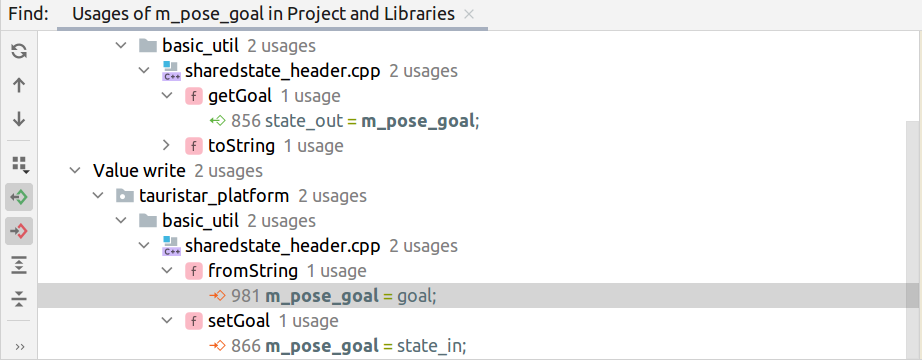 Find: Usages of m_pose_goal in Project and Libraries
basic_util 2 usages
C++ sharedstate_header.cpp 2 usages
f getGoal 1 usage
856 state_out = m_pose_goal;
f toString 1 usage
Value write 2 usages
tauristar_platform 2 usages
basic_util 2 usages
C++ sharedstate_header.cpp 2 usages
f fromString 1 usage
981 m_pose_goal = goal;
f setGoal 1 usage
866 m_pose_goal = state_in;